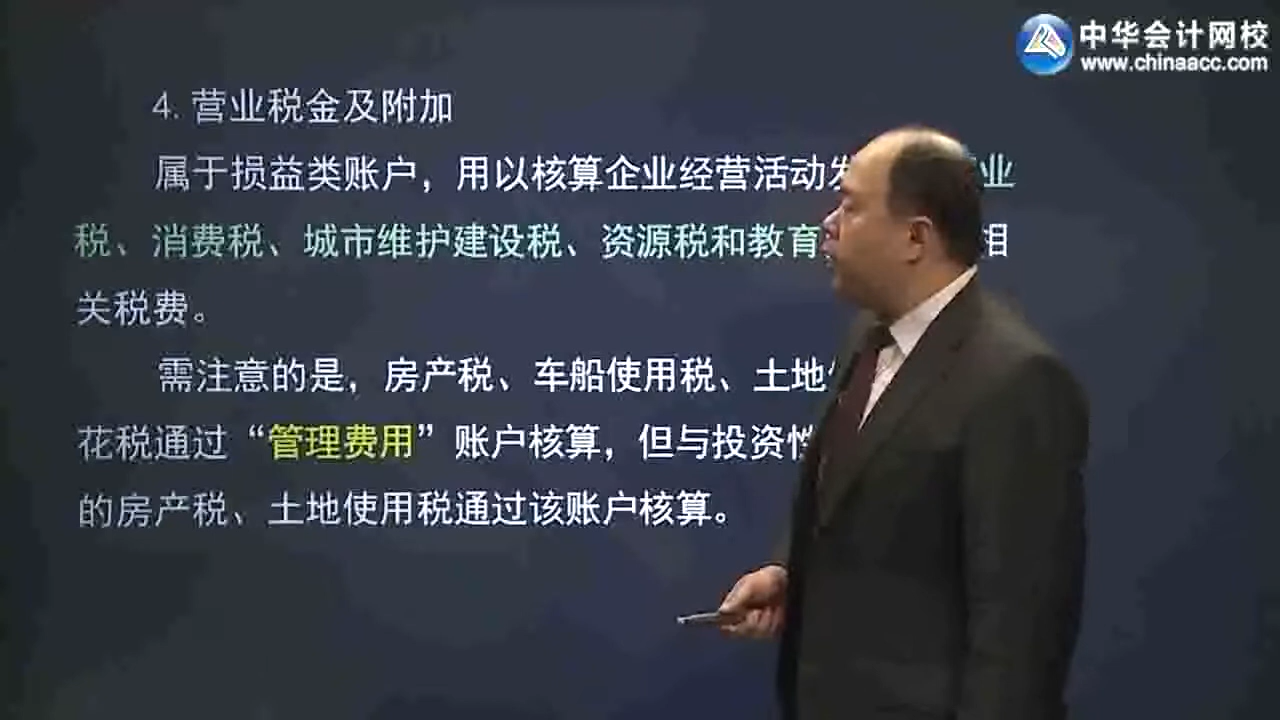 中华会计网校
www.chinaacc.com
4. 营业税金及附加
属于损益类账户，用以核算企业经营活动发 业
税、消费税、城市维护建设税、资源税和教育 相
关税费。
需注意的是，房产税、车船使用税、土地
花税通过“管理费用”账户核算，但与投资性
的房产税、土地使用税通过该账户核算。